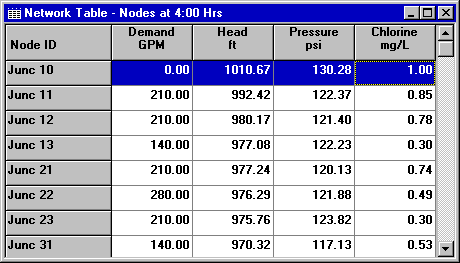 Network Table - Nodes at 4:00 Hrs
Node ID Demand GPM Head ft Pressure psi Chlorine mg/L
Junc 10 0.00 1010.67 130.28 1.00
Junc 11 210.00 992.42 122.37 0.85
Junc 12 210.00 980.17 121.40 0.78
Junc 13 140.00 977.08 122.23 0.30
Junc 21 210.00 977.24 120.13 0.74
Junc 22 280.00 976.29 121.88 0.49
Junc 23 210.00 975.76 123.82 0.30
Junc 31 140.00 970.32 117.13 0.53